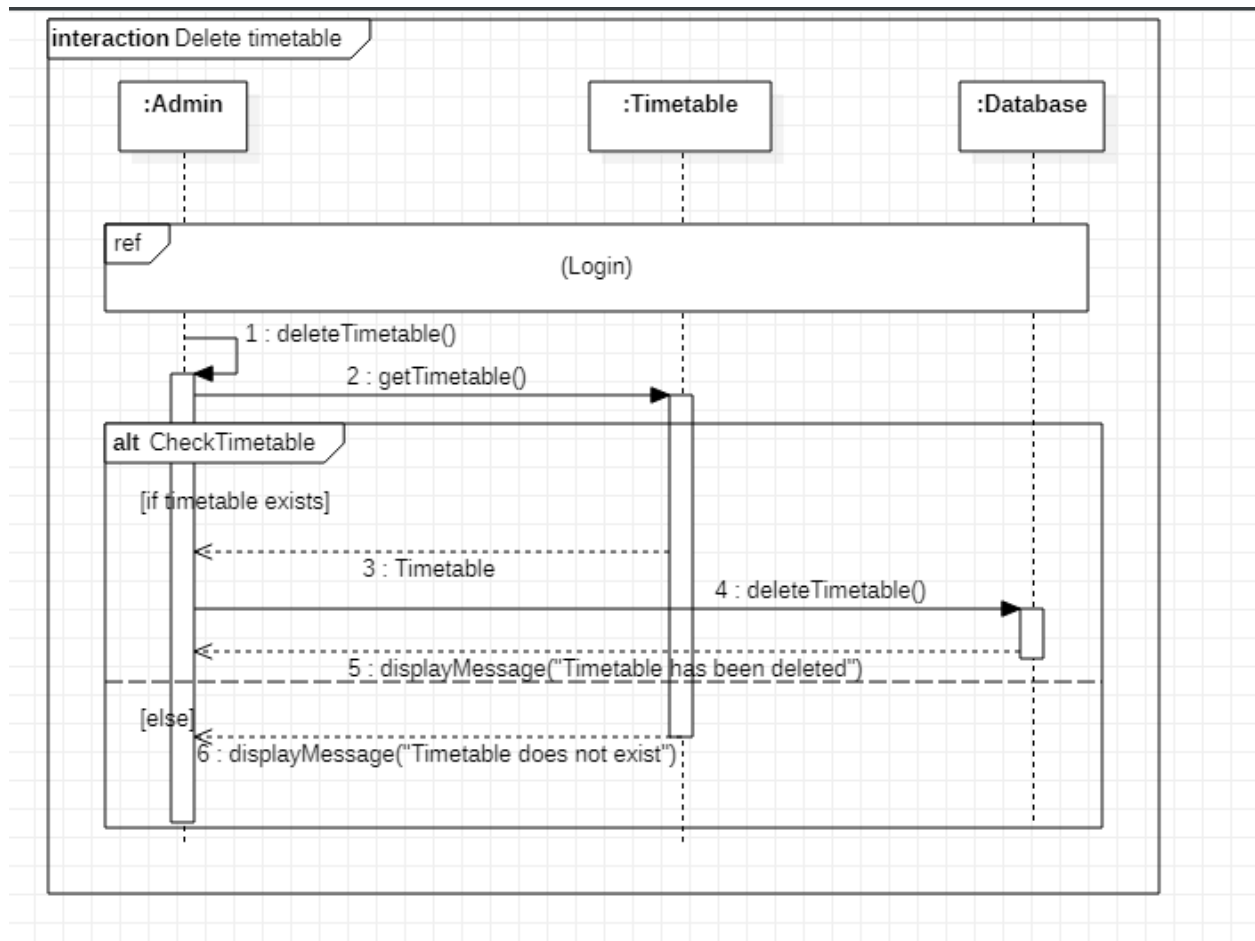 interaction Delete timetable
:Admin
:Timetable
:Database
ref
(Login)
1 : deleteTimetable()
2 : getTimetable()
alt CheckTimetable
[if timetable exists]
3 : Timetable
4 : deleteTimetable()
5 : displayMessage("Timetable has been deleted")
[else]
6 : displayMessage("Timetable does not exist")